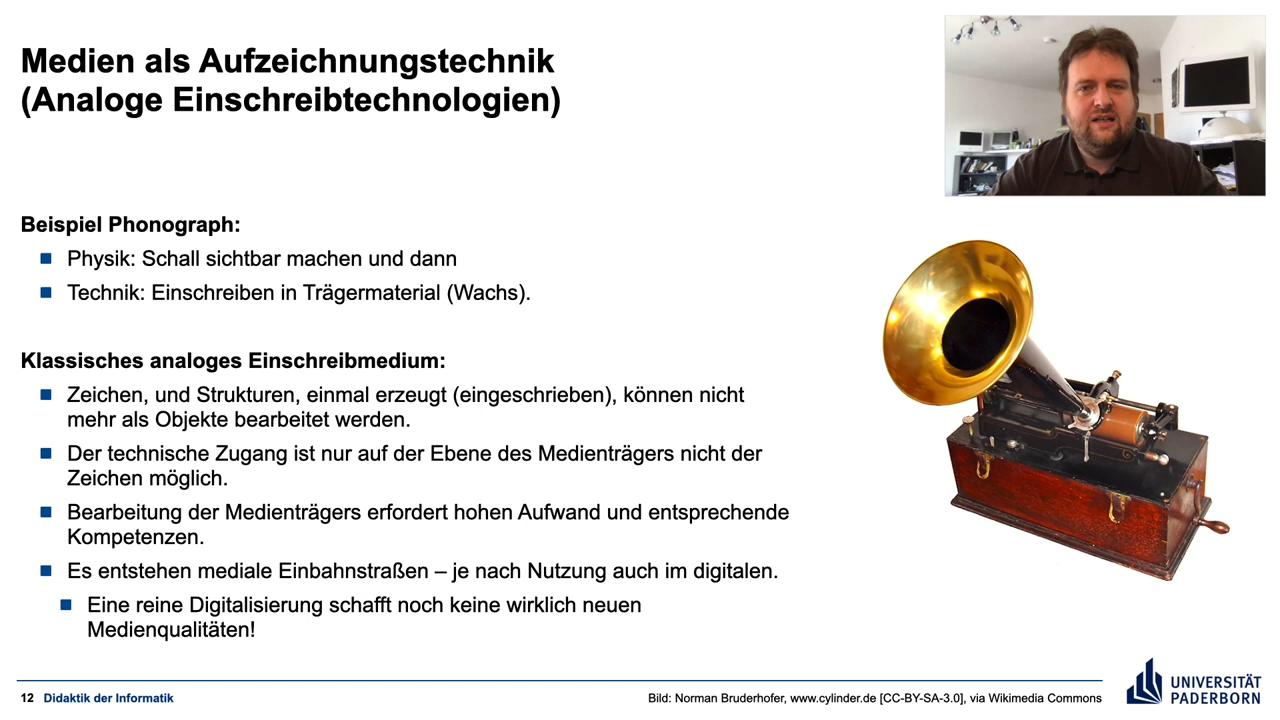 Medien als Aufzeichnungstechnik
(Analoge Einschreibtechnologien)
Beispiel Phonograph:
Physik: Schall sichtbar machen und dann
Technik: Einschreiben in Trägermaterial (Wachs).
Klassisches analoges Einschreibmedium:
Zeichen, und Strukturen, einmal erzeugt (eingeschrieben), können nicht
mehr als Objekte bearbeitet werden.
Der technische Zugang ist nur auf der Ebene des Medienträgers nicht der
Zeichen möglich.
Bearbeitung der Medienträgers erfordert hohen Aufwand und entsprechende
Kompetenzen.
Es entstehen mediale Einbahnstraßen – je nach Nutzung auch im digitalen.
Eine reine Digitalisierung schafft noch keine wirklich neuen
Medienqualitäten!
12 Didaktik der Informatik
Bild: Norman Bruderhofer, www.cylinder.de [CC-BY-SA-3.0], via Wikimedia Commons
UNIVERSITÄT
PADERBORN